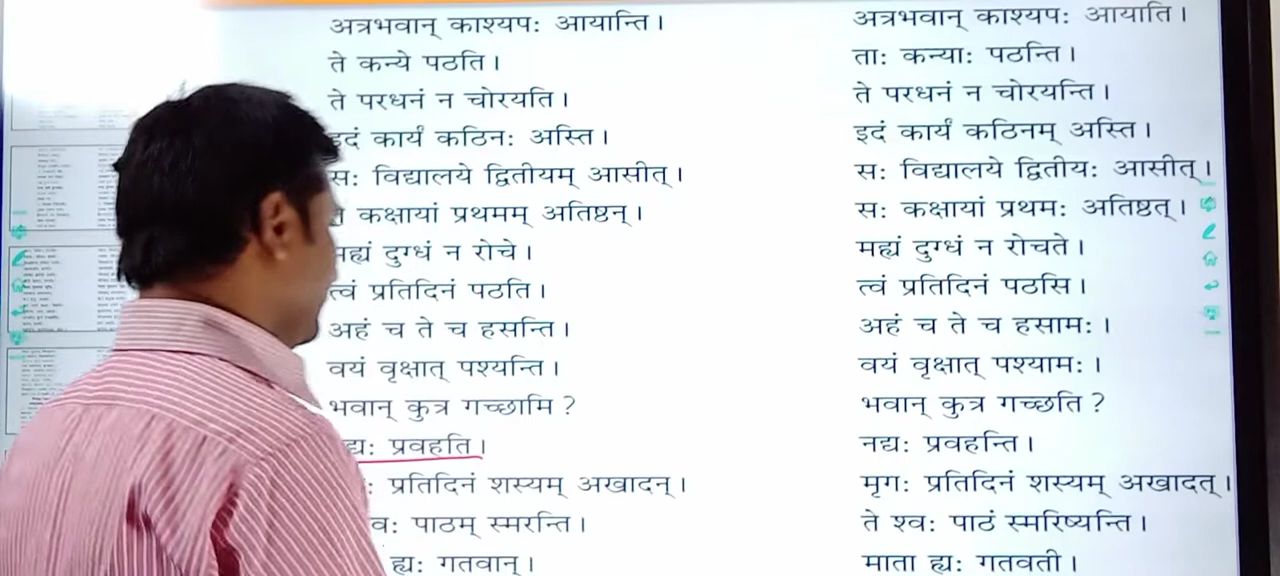 अत्रभवान् काश्यपः आयान्ति। अत्रभवान् काश्यपः आयाति।
ते कन्ये पठति। ताः कन्याः पठन्ति।
ते परधनं न चोरयति। ते परधनं न चोरयन्ति।
इदं कार्यं कठिनः अस्ति। इदं कार्यं कठिनम् अस्ति।
सः विद्यालये द्वितीयम् आसीत्। सः विद्यालये द्वितीयः आसीत्।
कक्षायां प्रथमम् अतिष्ठन्। सः कक्षायां प्रथमः अतिष्ठत्।
मह्यं दुग्धं न रोचे। मह्यं दुग्धं न रोचते।
त्वं प्रतिदिनं पठति। त्वं प्रतिदिनं पठसि।
अहं च ते च हसन्ति। अहं च ते च हसामः।
वयं वृक्षात् पश्यन्ति। वयं वृक्षात् पश्यामः।
भवान् कुत्र गच्छामि? भवान् कुत्र गच्छति?
प्रवहति। नद्यः प्रवहन्ति।
प्रतिदिनं शस्यम् अखादन्। मृगः प्रतिदिनं शस्यम् अखादत्।
पाठम् स्मरन्ति। ते श्वः पाठं स्मरिष्यन्ति।
ह्यः गतवान्। माता ह्यः गतवती।